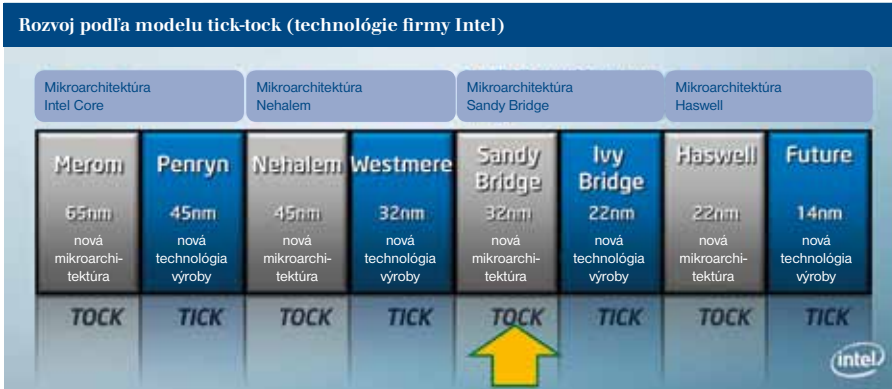 Rozvoj podľa modelu tick-tock (technológie firmy Intel)
Mikroarchitektúra
Intel Core
Mikroarchitektúra
Nehalem
Mikroarchitektúra
Sandy Bridge
Mikroarchitektúra
Haswell
Merom
65nm
nová
mikroarchi-
tektúra
TOCK
Penryn
45nm
nová
technológia
výroby
TICK
Nehalem
45nm
nová
mikroarchi-
tektúra
TOCK
Westmere
32nm
nová
technológia
výroby
TICK
Sandy
Bridge
32nm
nová
mikroarchi-
tektúra
TOCK
Ivy
Bridge
22nm
nová
technológia
výroby
TICK
Haswell
22nm
nová
mikroarchi-
tektúra
TOCK
Future
14nm
nová
technológia
výroby
TICK
intel